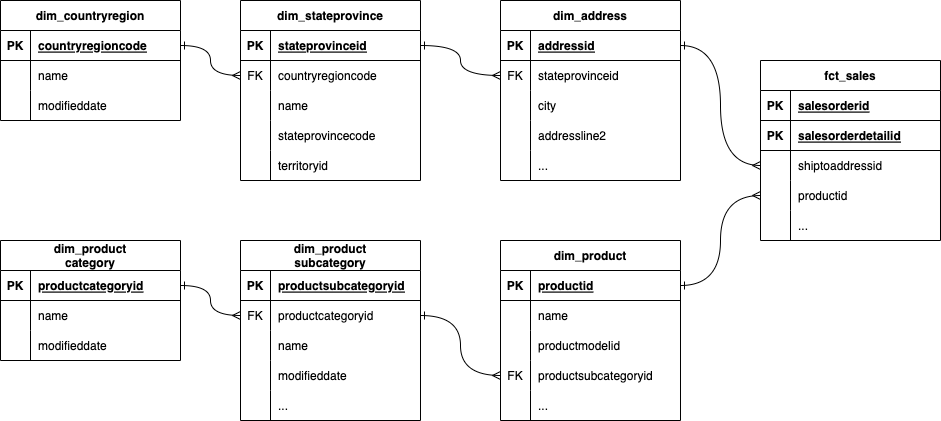 dim_countryregion
PK countryregioncode
name
modifieddate
dim_stateprovince
PK stateprovinceid
FK countryregioncode
name
stateprovincecode
territoryid
dim_address
PK addressid
FK stateprovinceid
city
addressline2
...
fct_sales
PK salesorderid
PK salesorderdetailid
shiptoaddressid
productid
...
dim_product
category
PK productcategoryid
name
modifieddate
dim_product
subcategory
PK productsubcategoryid
FK productcategoryid
name
modifieddate
...
dim_product
PK productid
name
productmodelid
FK productsubcategoryid
...